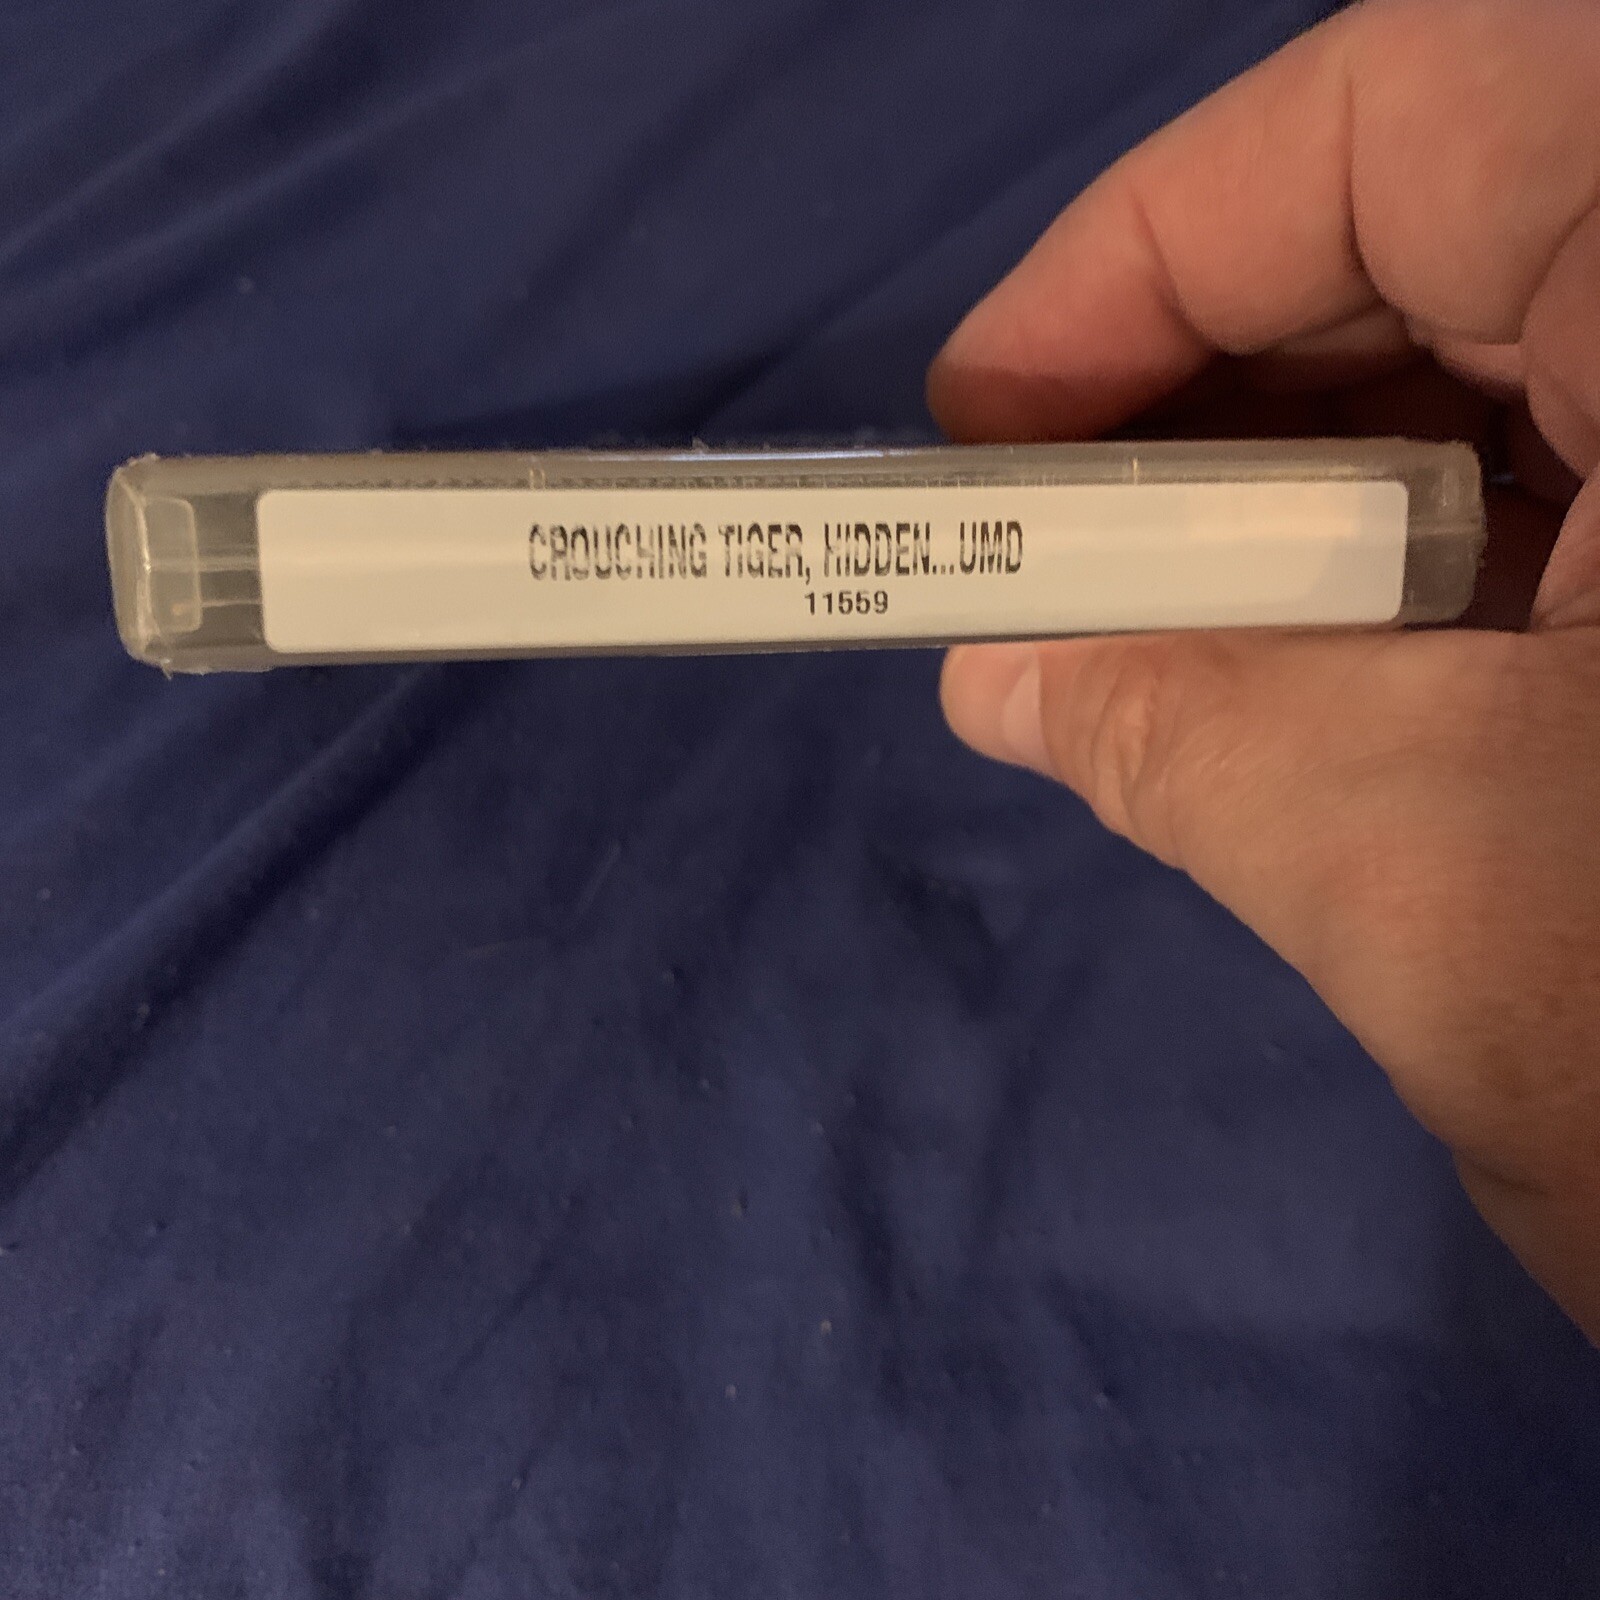 CROUCHING TIGER, HIDDEN...UMD
11559